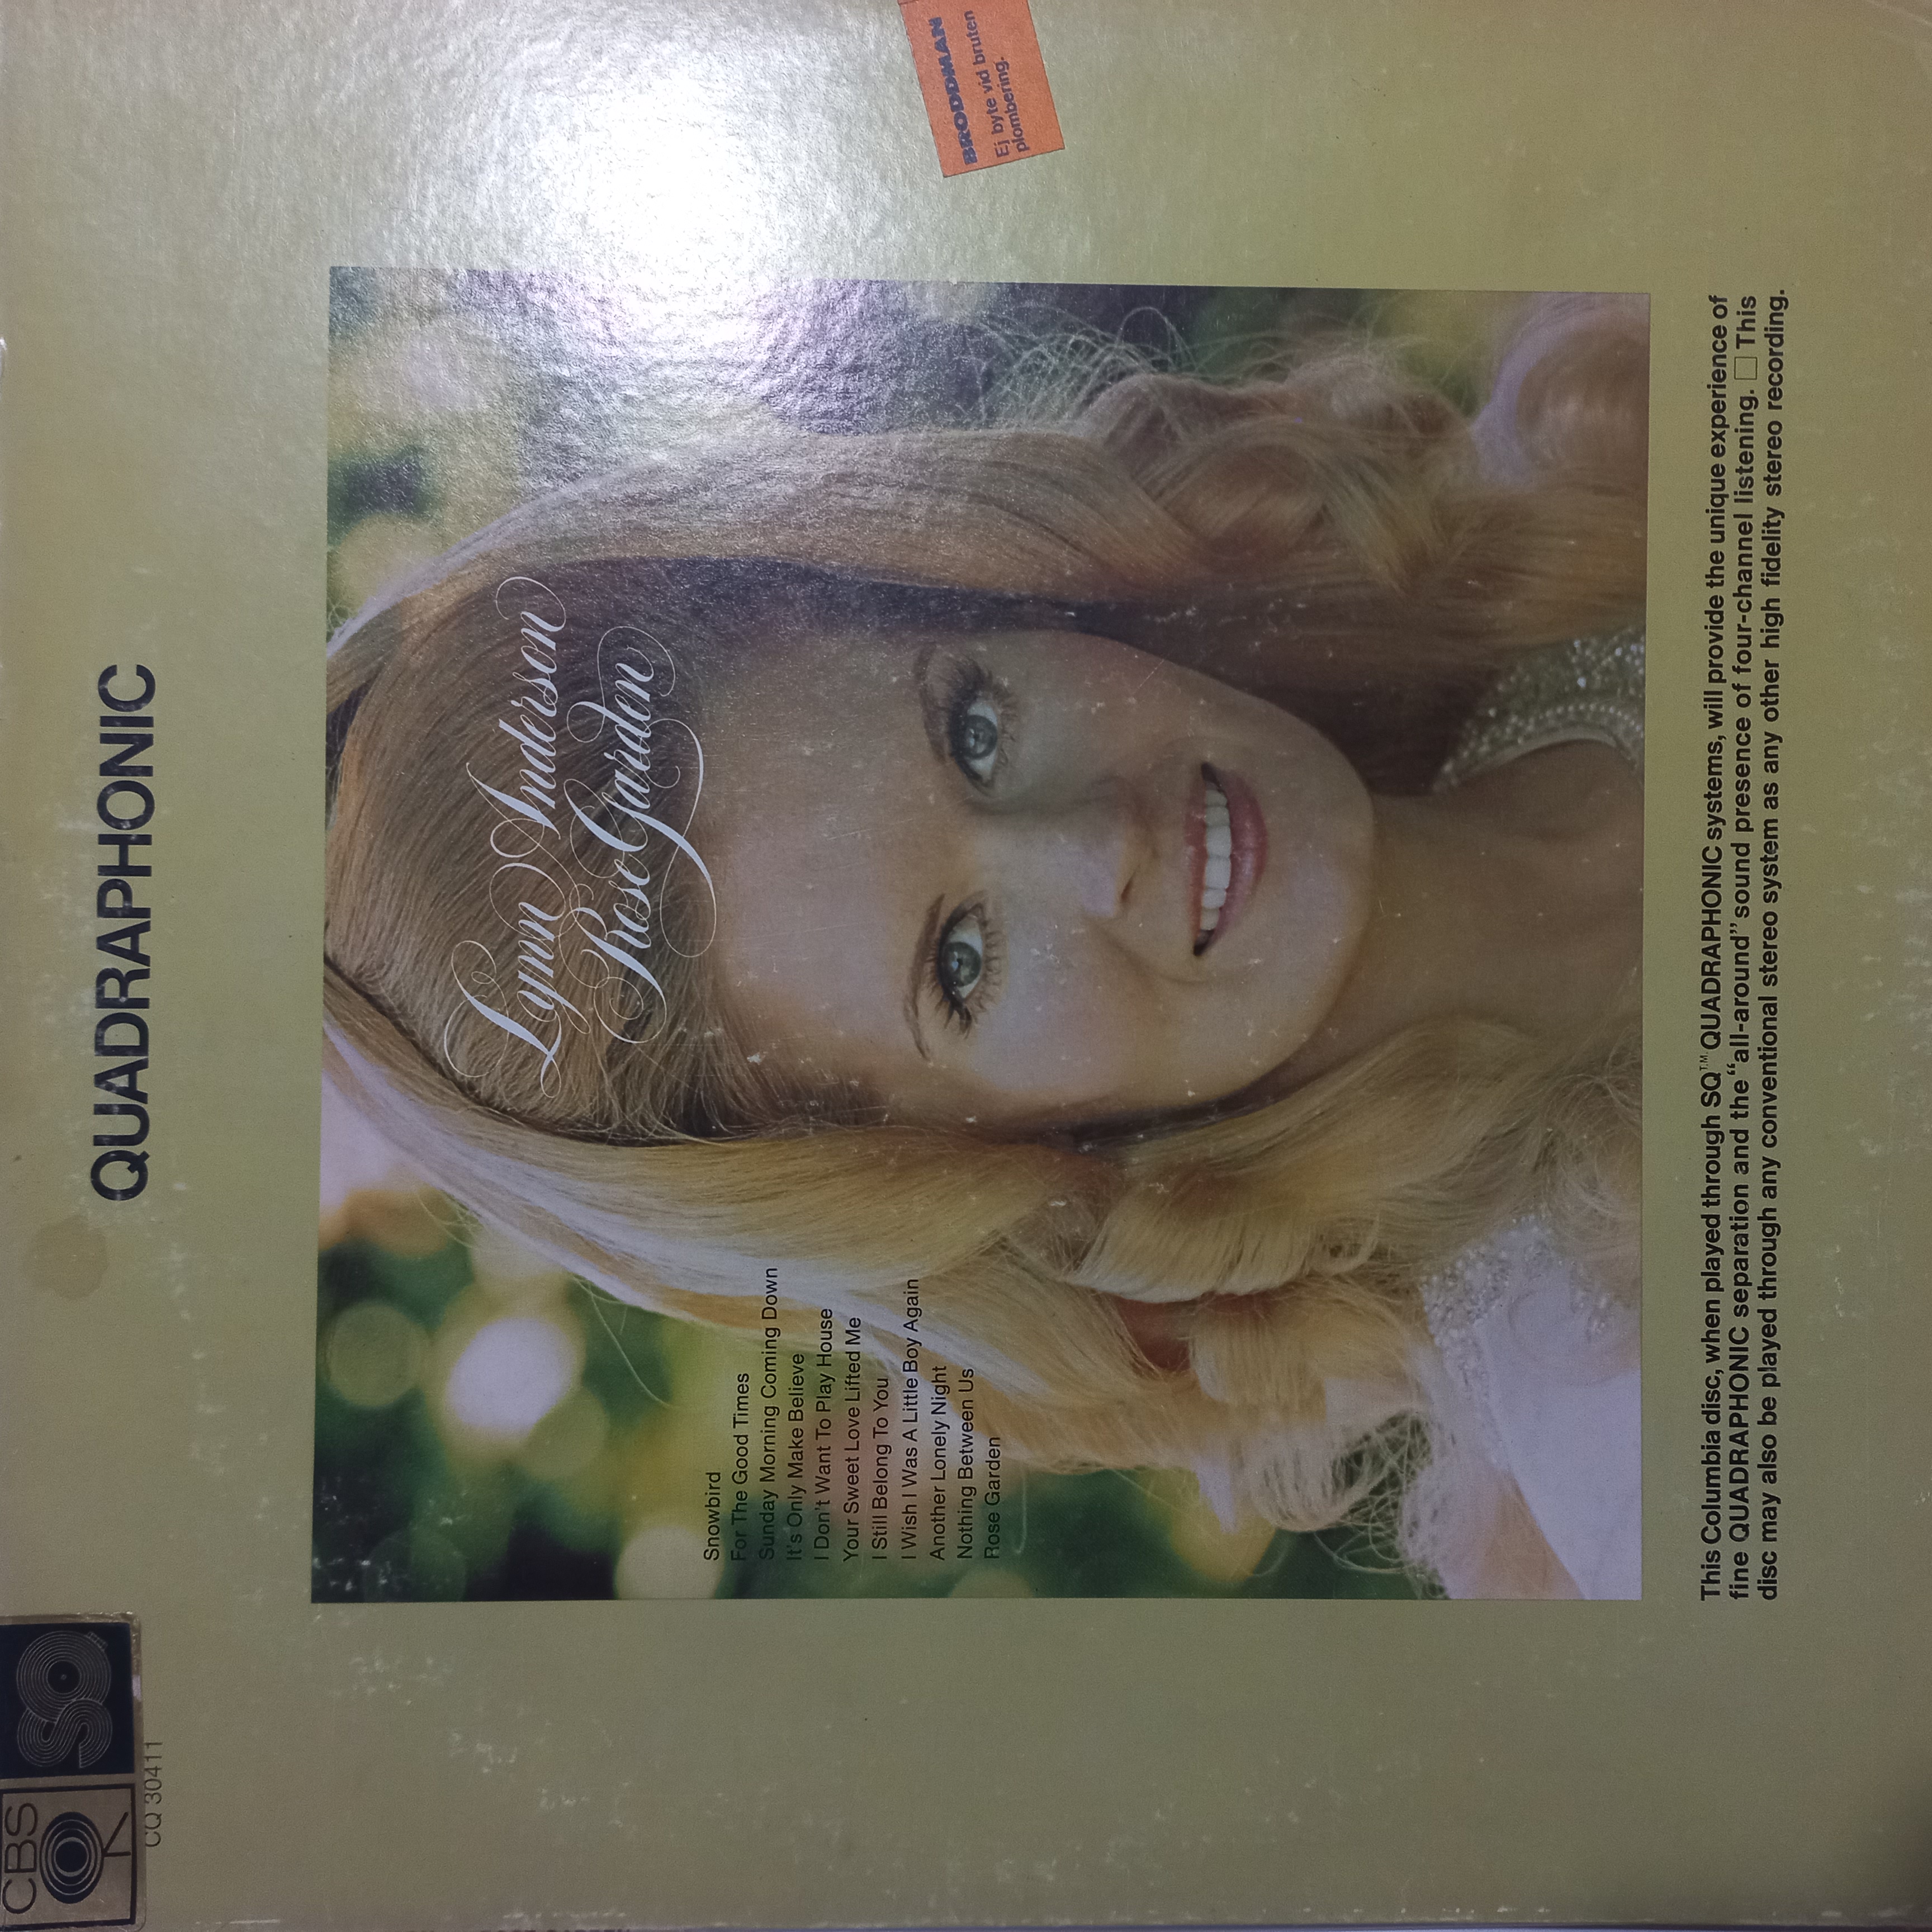 CBS
SQ
CQ 30411
QUADRAPHONIC
BRODDMAN
Ej byte vid bruten
plombering.
Lynn Anderson
Rose Garden
Snowbird
For The Good Times
Sunday Morning Coming Down
It's Only Make Believe
I Don't Want To Play House
Your Sweet Love Lifted Me
I Still Belong To You
I Wish I Was A Little Boy Again
Another Lonely Night
Nothing Between Us
Rose Garden
This Columbia disc, when played through SQ™ QUADRAPHONIC systems, will provide the unique experience of
fine QUADRAPHONIC separation and the “all-around” sound presence of four-channel listening. □ This
disc may also be played through any conventional stereo system as any other high fidelity stereo recording.